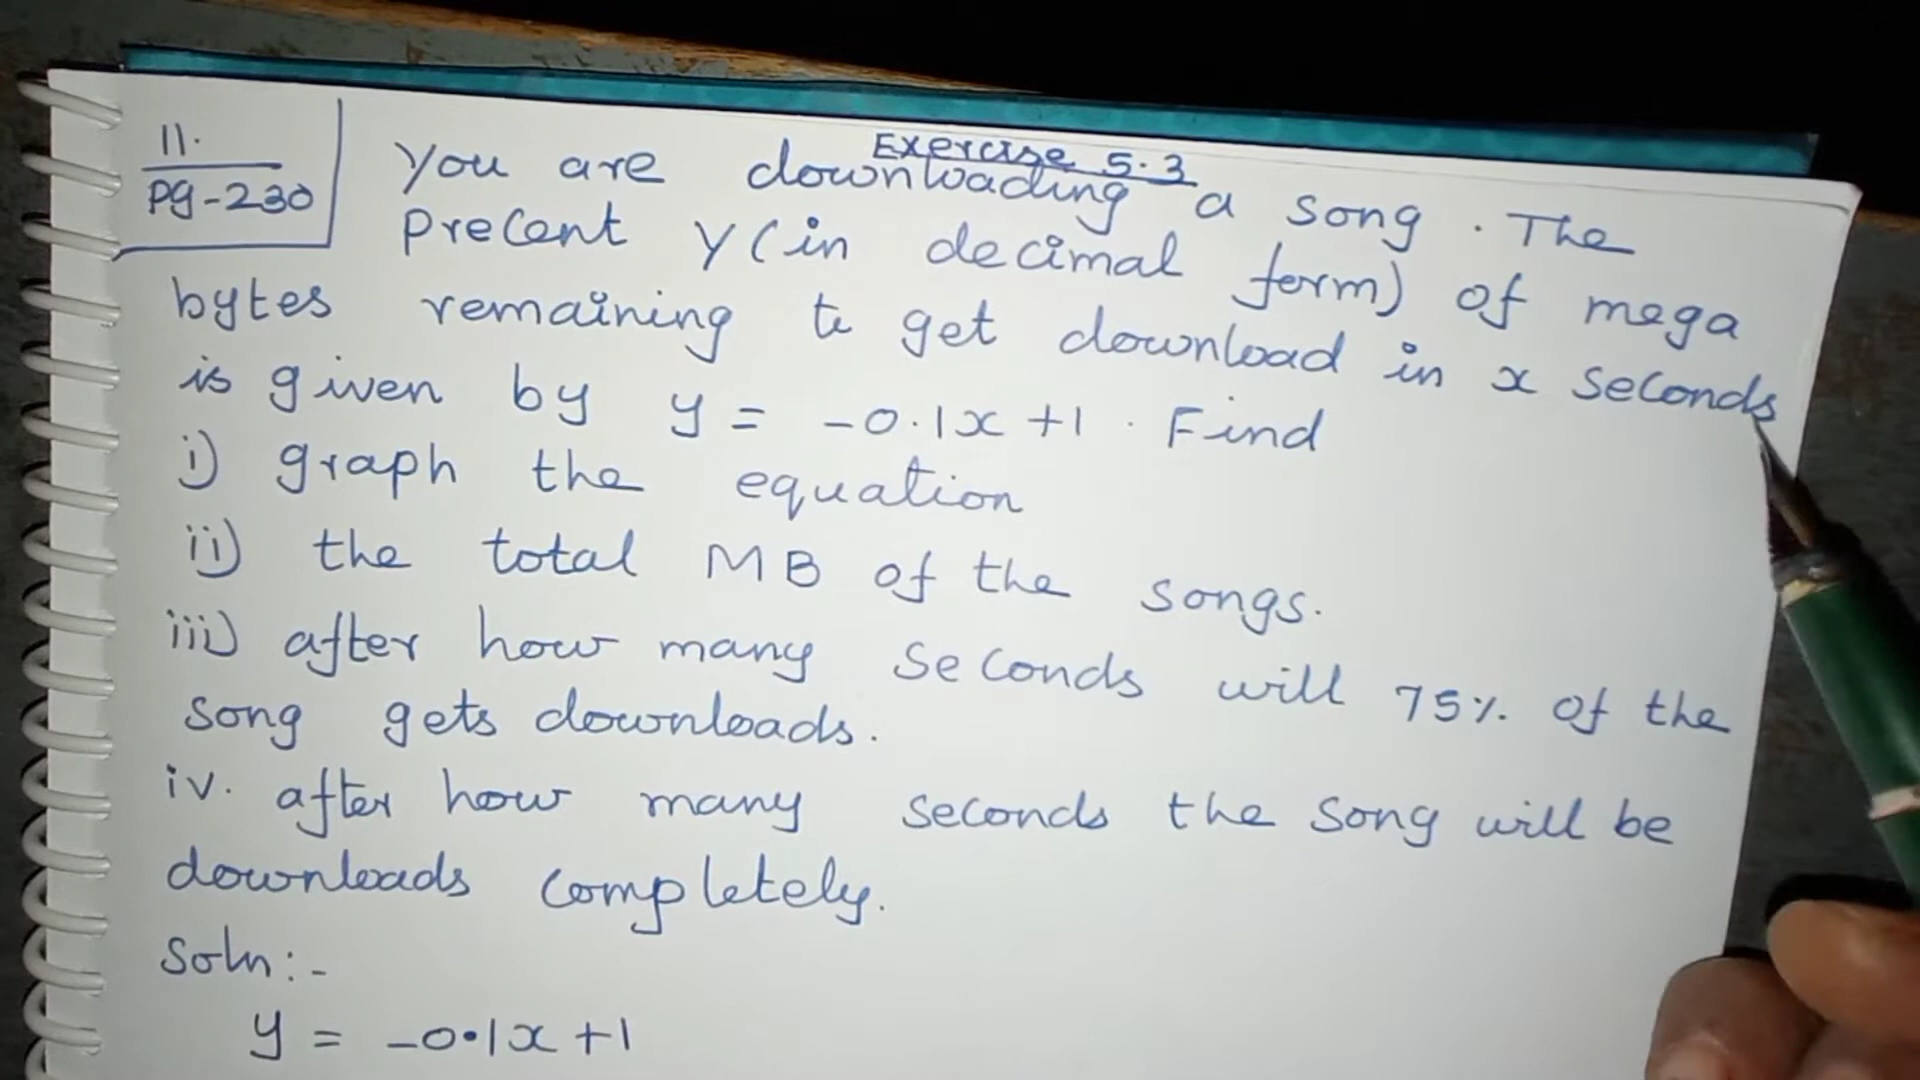 Exercise 5.3
11.
Pg-230
You are downloading a song. The
Precent y (in decimal form) of mega
bytes remaining to get download in x seconds
is given by y = -0.1x +1. Find
i) graph the equation
ii) the total MB of the songs.
iii) after how many seconds will 75% of the
song gets downloads.
iv. after how many seconds the song will be
downloads completely.
Soln:-
y = -0.1x +1